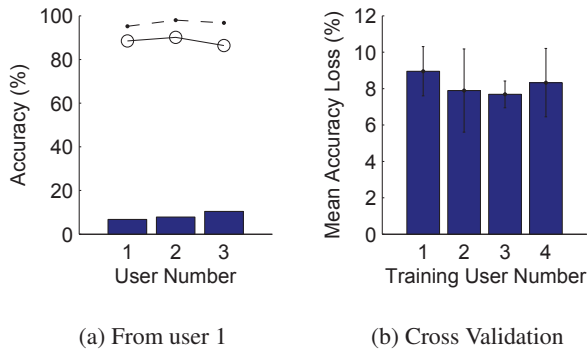 Accuracy (%)
100
80
60
40
20
0
1 2 3
User Number
(a) From user 1
Mean Accuracy Loss (%)
12
10
8
6
4
2
0
1 2 3 4
Training User Number
(b) Cross Validation